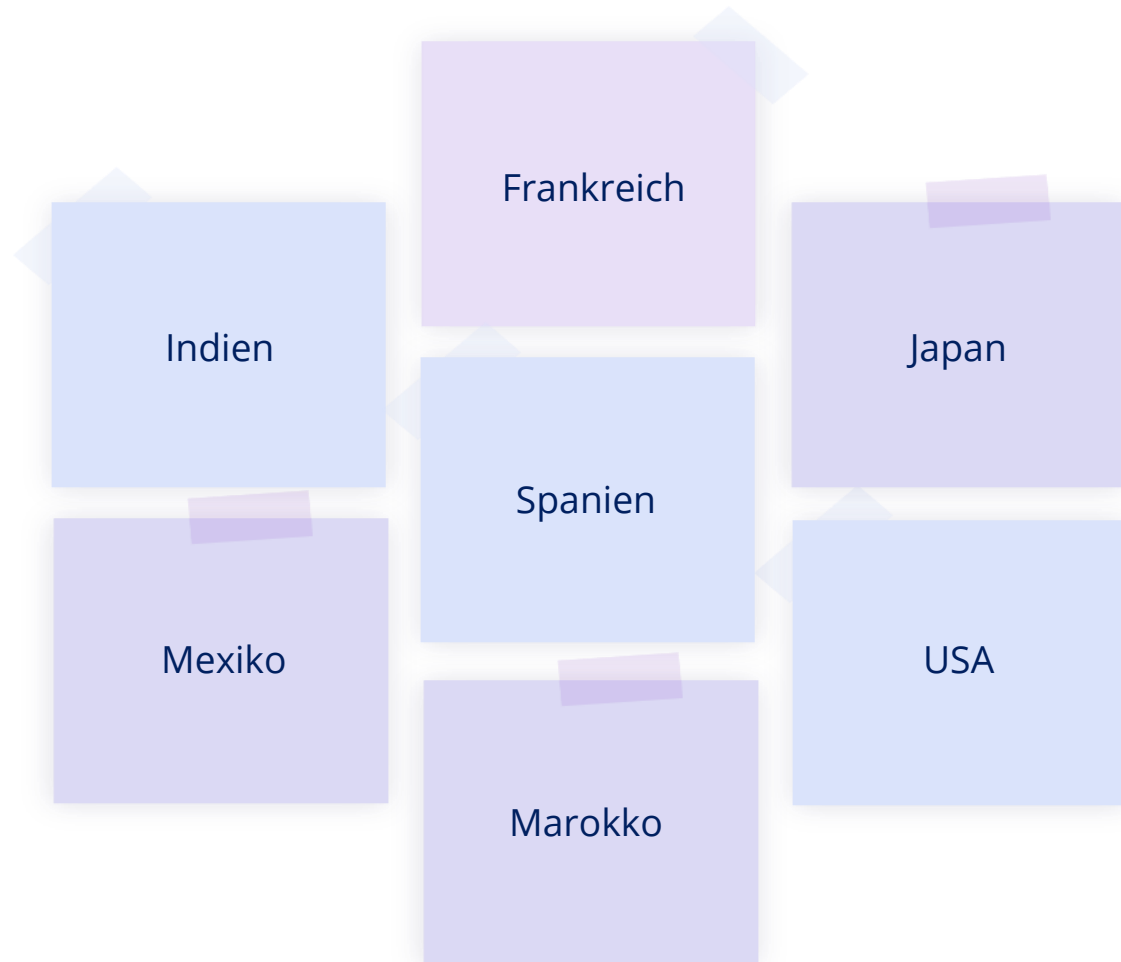 Frankreich
Indien
Japan
Spanien
Mexiko
USA
Marokko